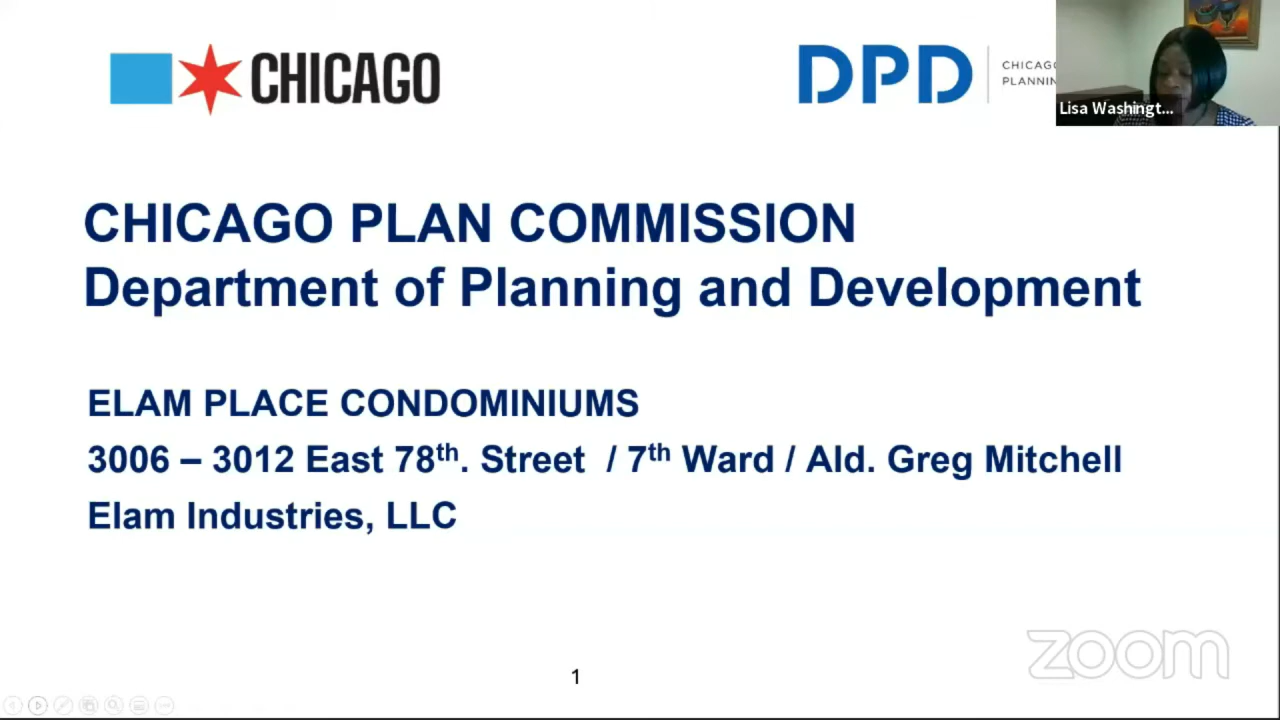 CHICAGO
DPD
CHICAGO
PLANNIN
Lisa Washingt...
CHICAGO PLAN COMMISSION
Department of Planning and Development
ELAM PLACE CONDOMINIUMS
3006 – 3012 East 78th. Street / 7th Ward / Ald. Greg Mitchell
Elam Industries, LLC
zoom
1